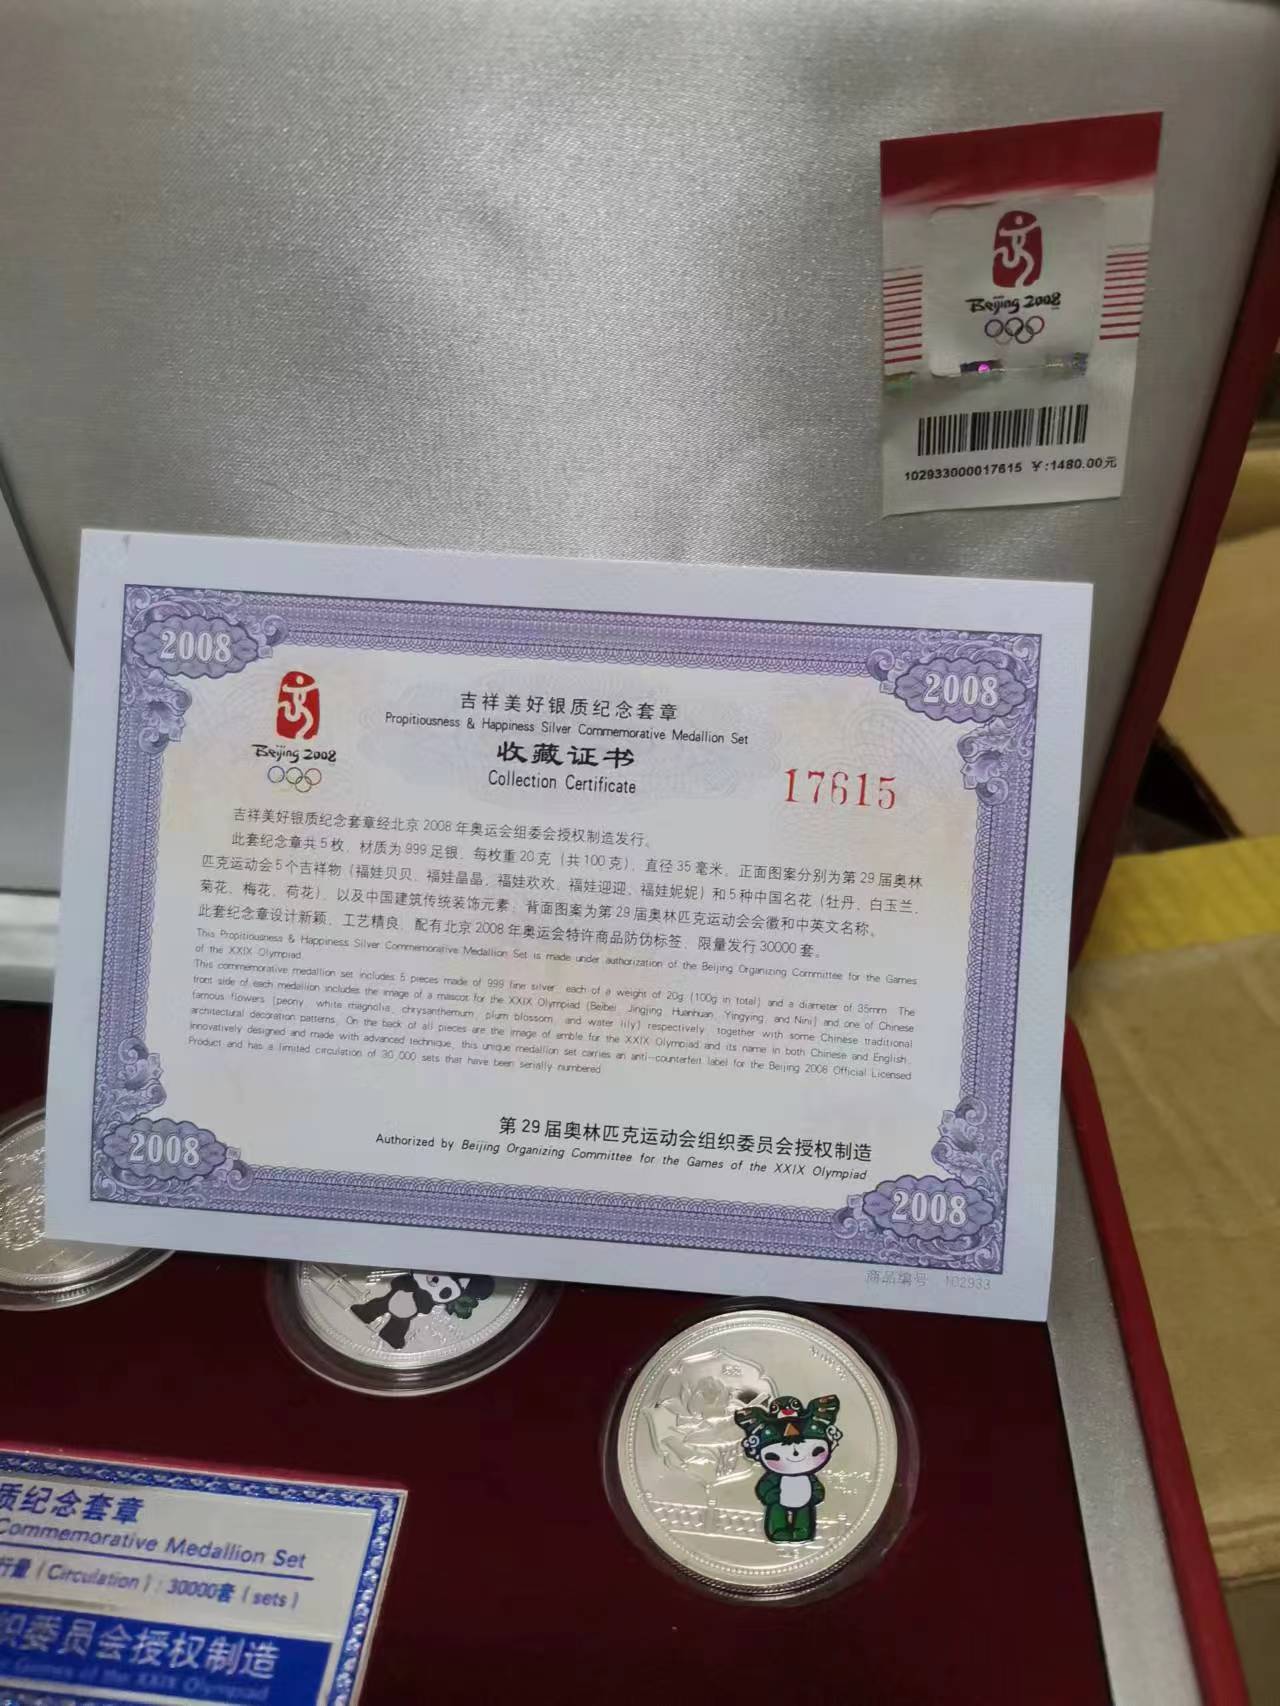 Beijing 2008
102933000017615 ￥:1480.00元
2008
2008
吉祥美好银质纪念套章
Propitiousness & Happiness Silver Commemorative Medallion Set
收藏证书
Collection Certificate
Beijing 2008
17615
吉祥美好银质纪念套章经北京2008年奥运会组委会授权制造发行。
此套纪念章共5枚，材质为999足银，每枚重20克（共100克），直径35毫米，正面图案分别为第29届奥林
匹克运动会5个吉祥物（福娃贝贝、福娃晶晶、福娃欢欢、福娃迎迎、福娃妮妮）和5种中国名花（牡丹、白玉兰、
菊花、梅花、荷花），以及中国建筑传统装饰元素；背面图案为第29届奥林匹克运动会会徽和中英文名称。
此套纪念章设计新颖、工艺精良，配有北京2008年奥运会特许商品防伪标签，限量发行30000套。
This Propitiousness & Happiness Silver Commemorative Medallion Set is made under authorization of the Beijing Organizing Committee for the Games
of the XXIX Olympiad.
This commemorative medallion set includes 5 pieces made of 999 fine silver, each of a weight of 20g (100g in total) and a diameter of 35mm. The
front side of each medallion includes the image of a mascot for the XXIX Olympiad (Beibei, Jingjing, Huanhuan, Yingying, and Nini) and one of Chinese
famous flowers (peony, white magnolia, chrysanthemum, plum blossom, and water lily) respectively, together with some Chinese traditional
architectural decoration patterns. On the back of all pieces are the image of emble for the XXIX Olympiad and its name in both Chinese and English.
Innovatively designed and made with advanced technique, this unique medallion set carries an anti-counterfeit label for the Beijing 2008 Official Licensed
Product and has a limited circulation of 30 000 sets that have been serially numbered.
第29届奥林匹克运动会组织委员会授权制造
Authorized by Beijing Organizing Committee for the Games of the XXIX Olympiad
2008
2008
商品编号：102933
质纪念套章
Commemorative Medallion Set
行量（Circulation）：30000套（sets）
织委员会授权制造
Games of the XXIX Olympiad